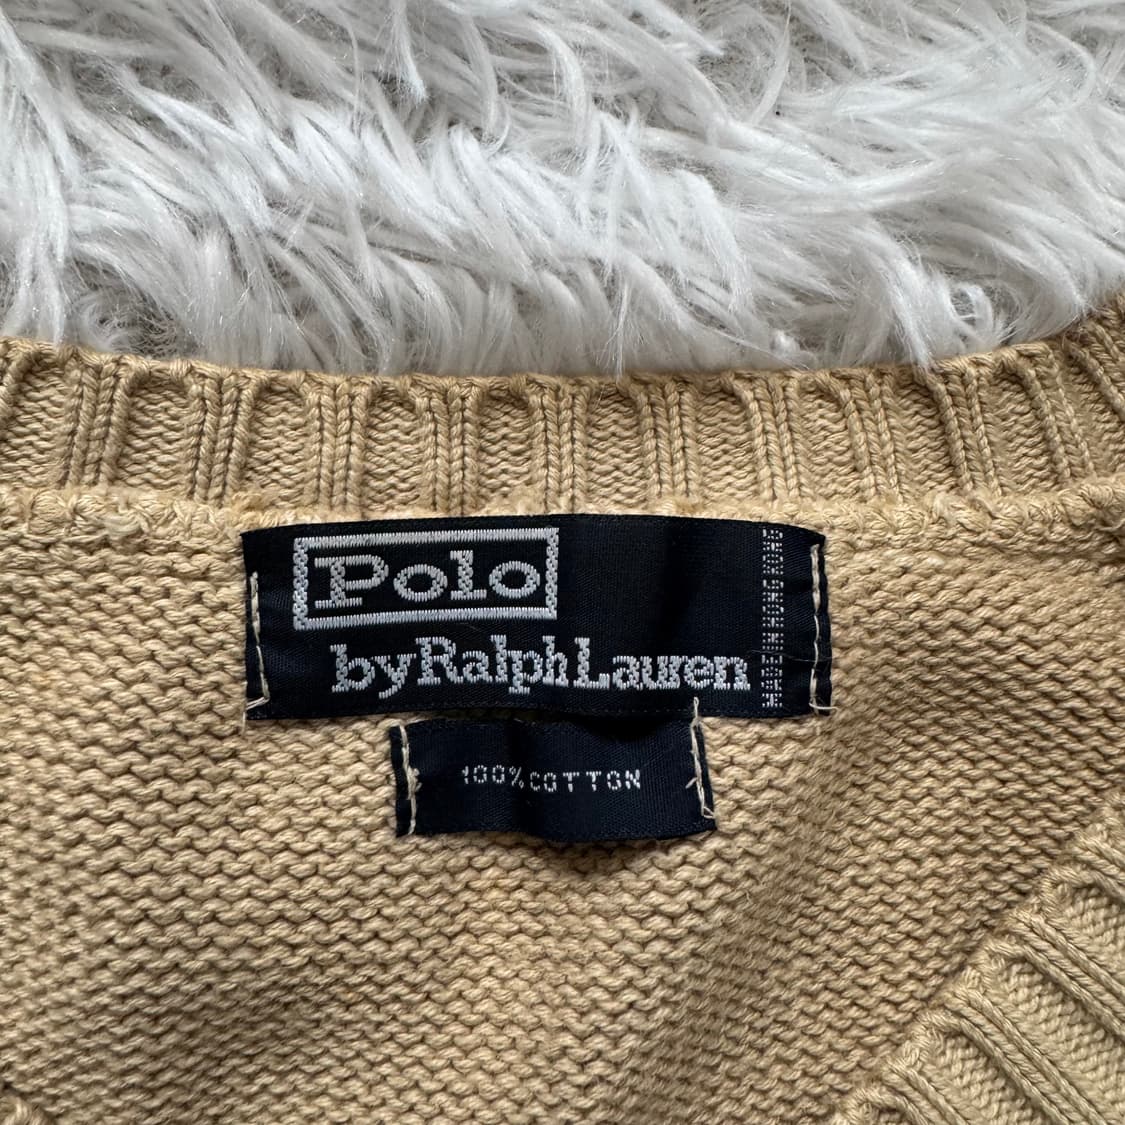 Polo
by Ralph Lauren
MADE IN HONG KONG
100% COTTON